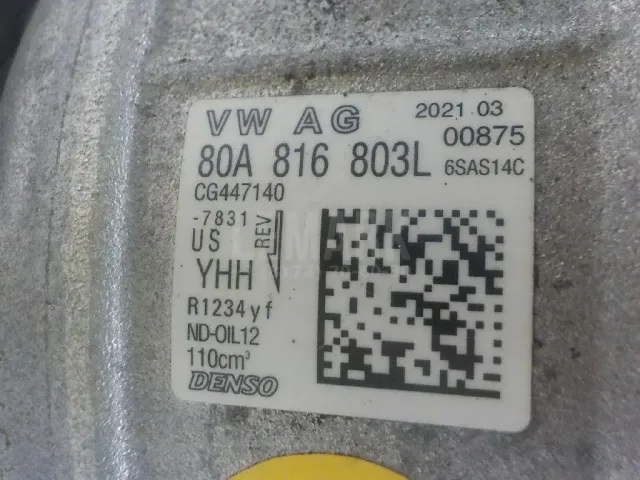 VW AG 2021.03
00875
80A 816 803L 6SAS14C
CG447140
-7831
US REV
YHH
R1234yf
ND-OIL12
110cm³
DENSO